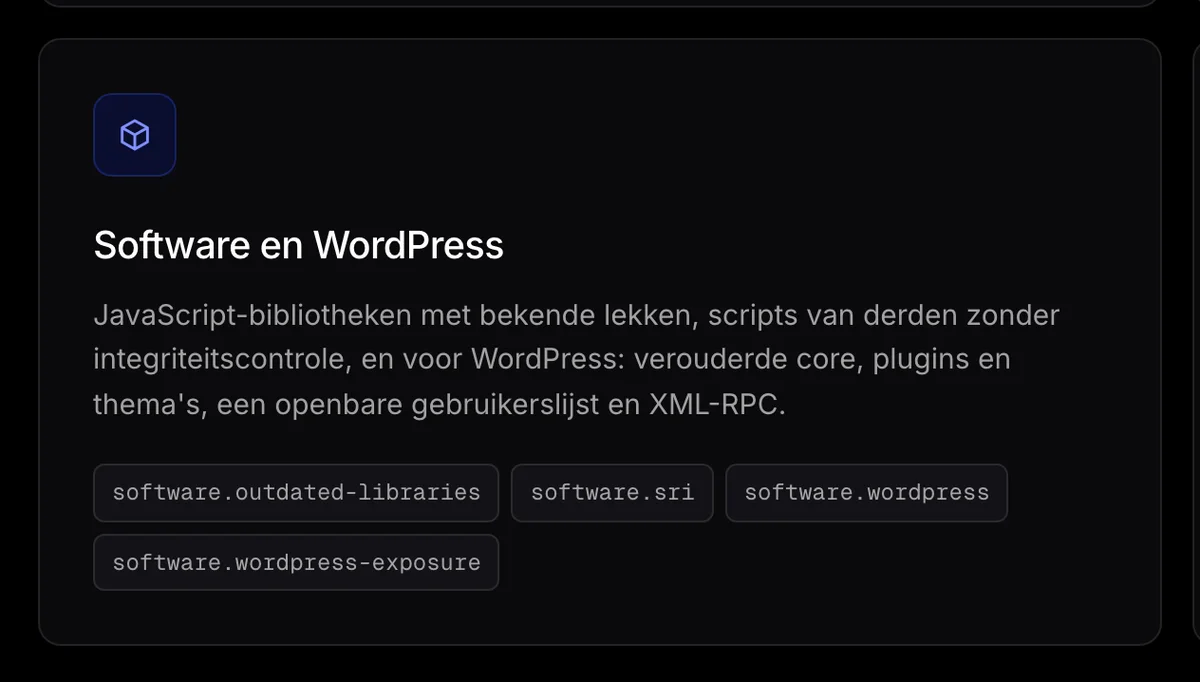 Software en WordPress
JavaScript-bibliotheken met bekende lekken, scripts van derden zonder
integriteitscontrole, en voor WordPress: verouderde core, plugins en
thema's, een openbare gebruikerslijst en XML-RPC.
software.outdated-libraries software.sri software.wordpress
software.wordpress-exposure